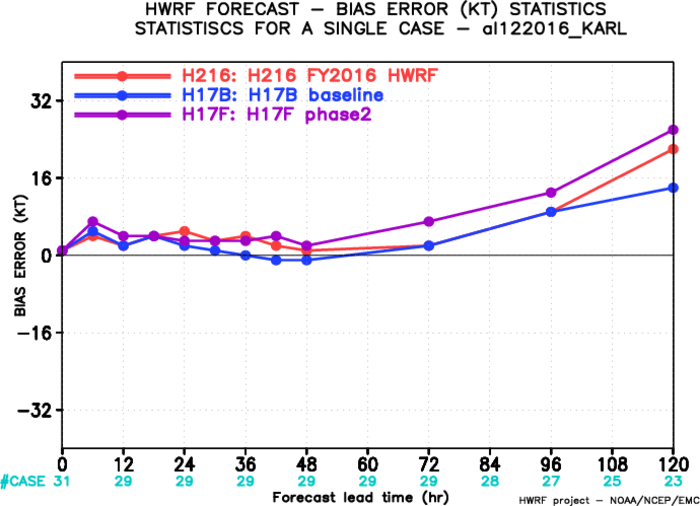 HWRF FORECAST – BIAS ERROR (KT) STATISTICS
STATISTISCS FOR A SINGLE CASE – al122016_KARL
H216: H216 FY2016 HWRF
H17B: H17B baseline
H17F: H17F phase2
32
16
0
−16
−32
BIAS ERROR (KT)
0 12 24 36 48 60 72 84 96 108 120
#CASE 31 29 29 29 29 29 29 28 27 25 23
Forecast lead time (hr)
HWRF project – NOAA/NCEP/EMC